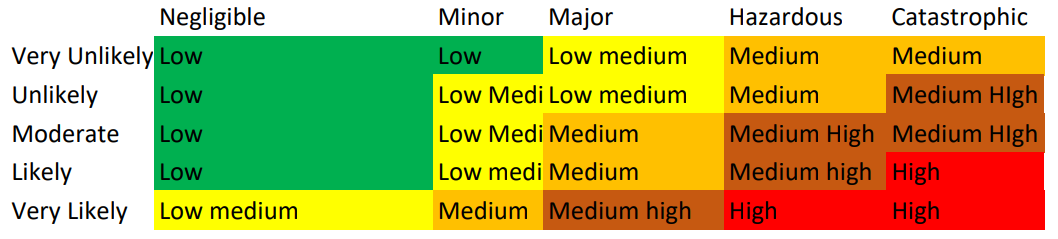 Negligible Minor Major Hazardous Catastrophic
Very Unlikely Low Low Low medium Medium Medium
Unlikely Low Low Medi Low medium Medium Medium HIgh
Moderate Low Low Medi Medium Medium High Medium HIgh
Likely Low Low medi Medium Medium high High
Very Likely Low medium Medium Medium high High High